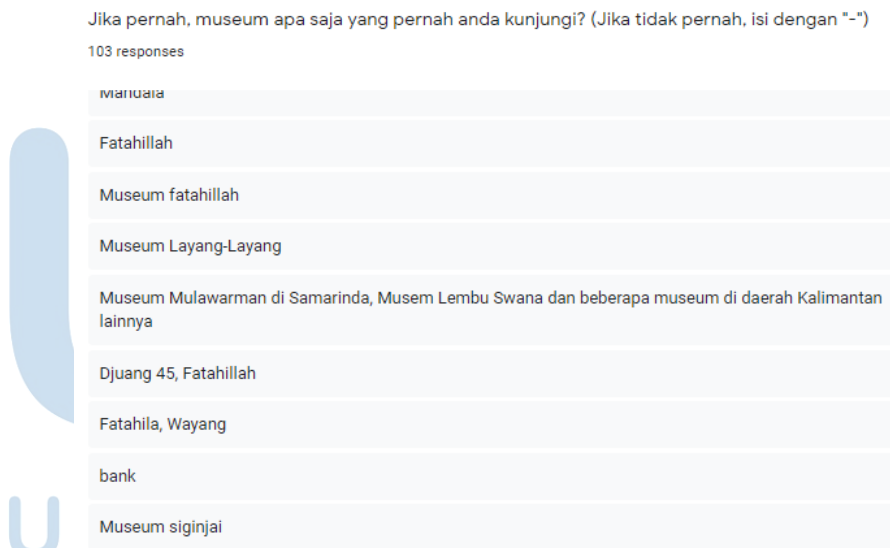 Jika pernah, museum apa saja yang pernah anda kunjungi? (Jika tidak pernah, isi dengan "-")
103 responses
Mandala
Fatahillah
Museum fatahillah
Museum Layang-Layang
Museum Mulawarman di Samarinda, Musem Lembu Swana dan beberapa museum di daerah Kalimantan
lainnya
Djuang 45, Fatahillah
Fatahila, Wayang
bank
Museum siginjai